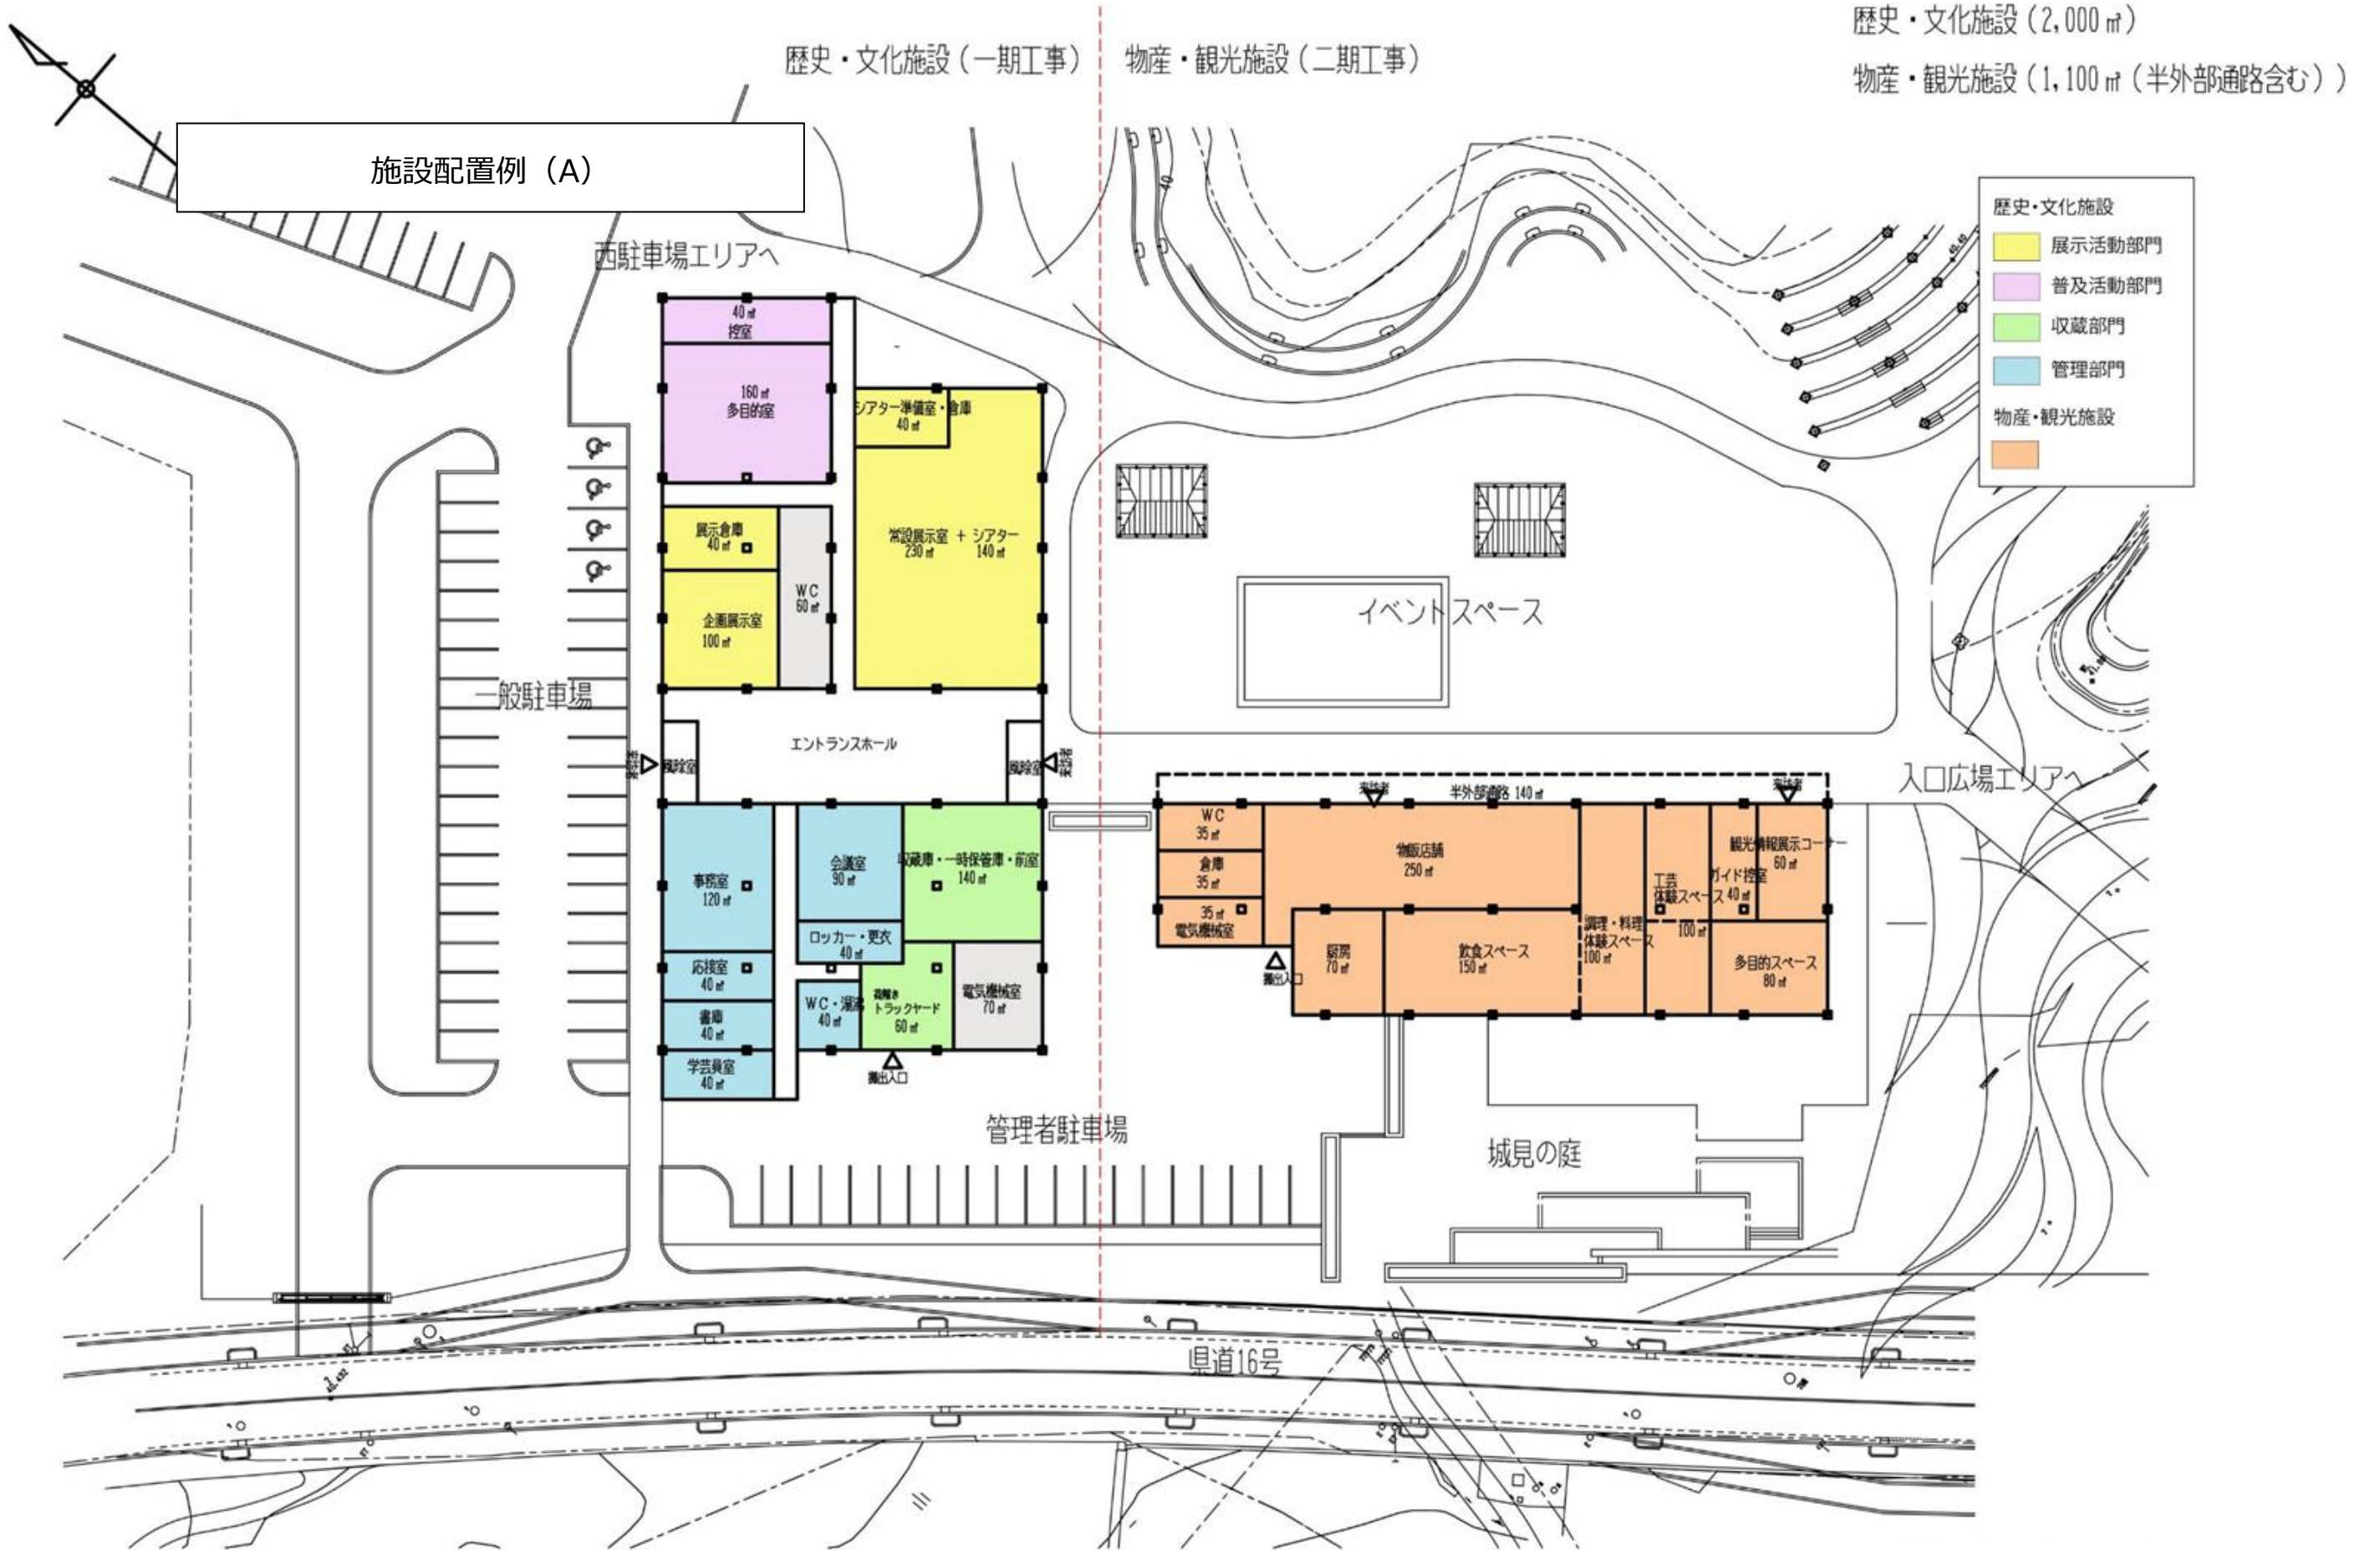 歴史・文化施設（2,000㎡）
物産・観光施設（1,100㎡（半外部通路含む））
歴史・文化施設（一期工事）
物産・観光施設（二期工事）
施設配置例（A）
歴史・文化施設
展示活動部門
普及活動部門
収蔵部門
管理部門
物産・観光施設
西駐車場エリアへ
40㎡
控室
160㎡
多目的室
シアター準備室・倉庫
40㎡
展示倉庫
40㎡
常設展示室 + シアター
230㎡ 140㎡
WC
60㎡
企画展示室
100㎡
イベントスペース
一般駐車場
エントランスホール
来訪者
風除室
風除室
来訪者
入口広場エリアへ
来訪者
半外部通路 140㎡
来訪者
事務室
120㎡
会議室
90㎡
収蔵庫・一時保管庫・前室
140㎡
ロッカー・更衣
40㎡
応接室
40㎡
書庫
40㎡
学芸員室
40㎡
WC・湯沸
40㎡
荷解き
トラックヤード
60㎡
電気機械室
70㎡
搬出入口
WC
35㎡
倉庫
35㎡
35㎡
電気機械室
物販店舗
250㎡
搬出入口
厨房
70㎡
飲食スペース
150㎡
調理・料理
体験スペース
100㎡
工芸
体験スペース
100㎡
ガイド控室
40㎡
観光情報展示コーナー
60㎡
多目的スペース
80㎡
管理者駐車場
城見の庭
県道16号
40